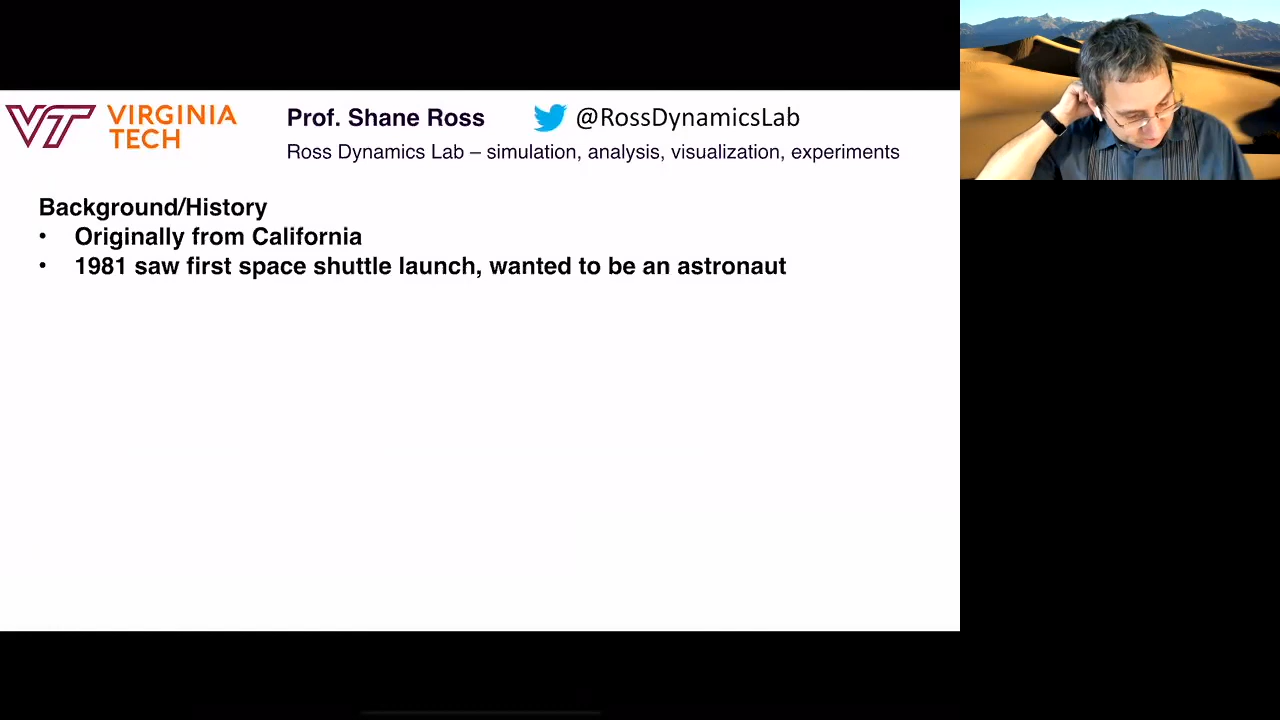 VT VIRGINIA TECH
Prof. Shane Ross @RossDynamicsLab
Ross Dynamics Lab – simulation, analysis, visualization, experiments
Background/History
• Originally from California
• 1981 saw first space shuttle launch, wanted to be an astronaut